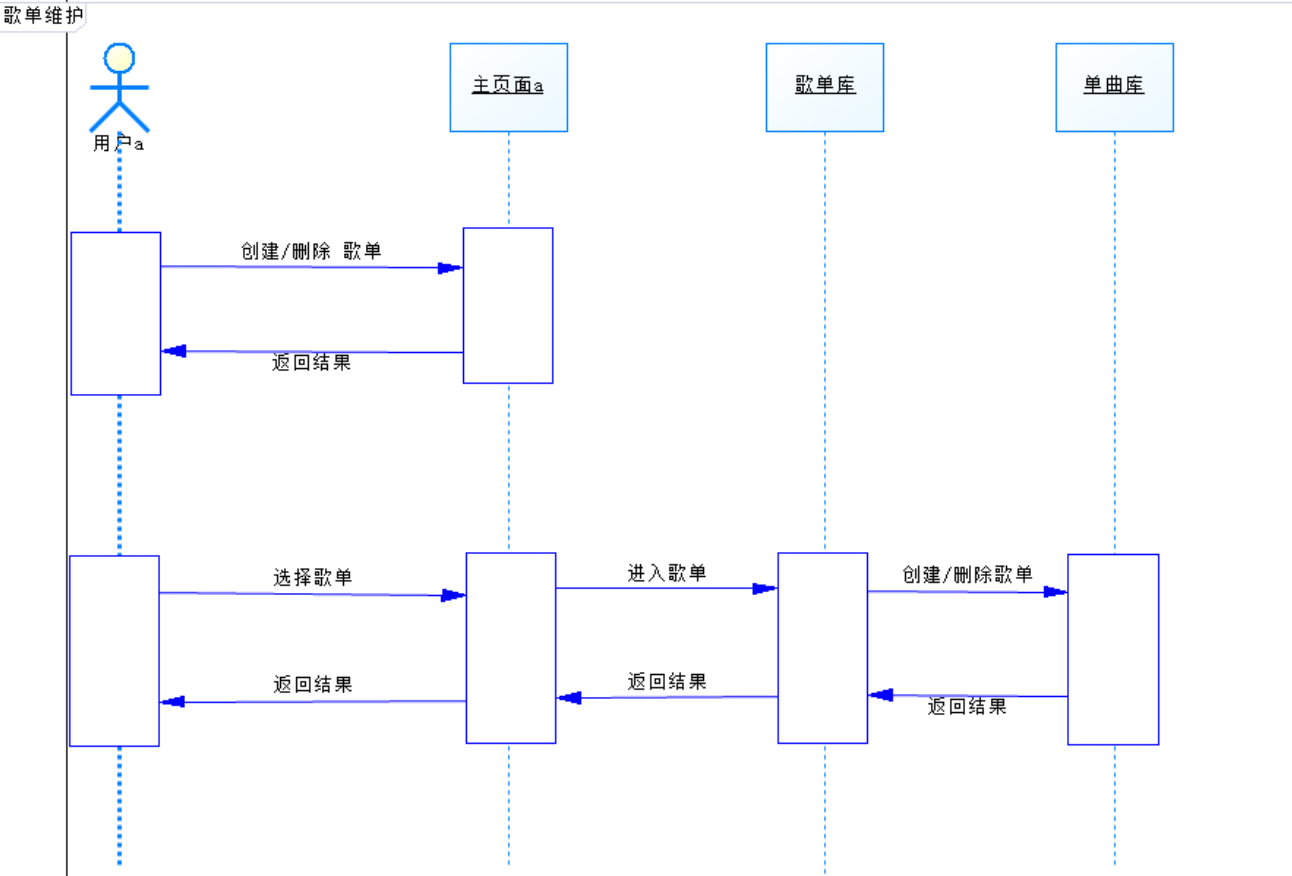 歌单维护
用户a
主页面a
歌单库
单曲库
创建/删除 歌单
返回结果
选择歌单
进入歌单
创建/删除歌单
返回结果
返回结果
返回结果